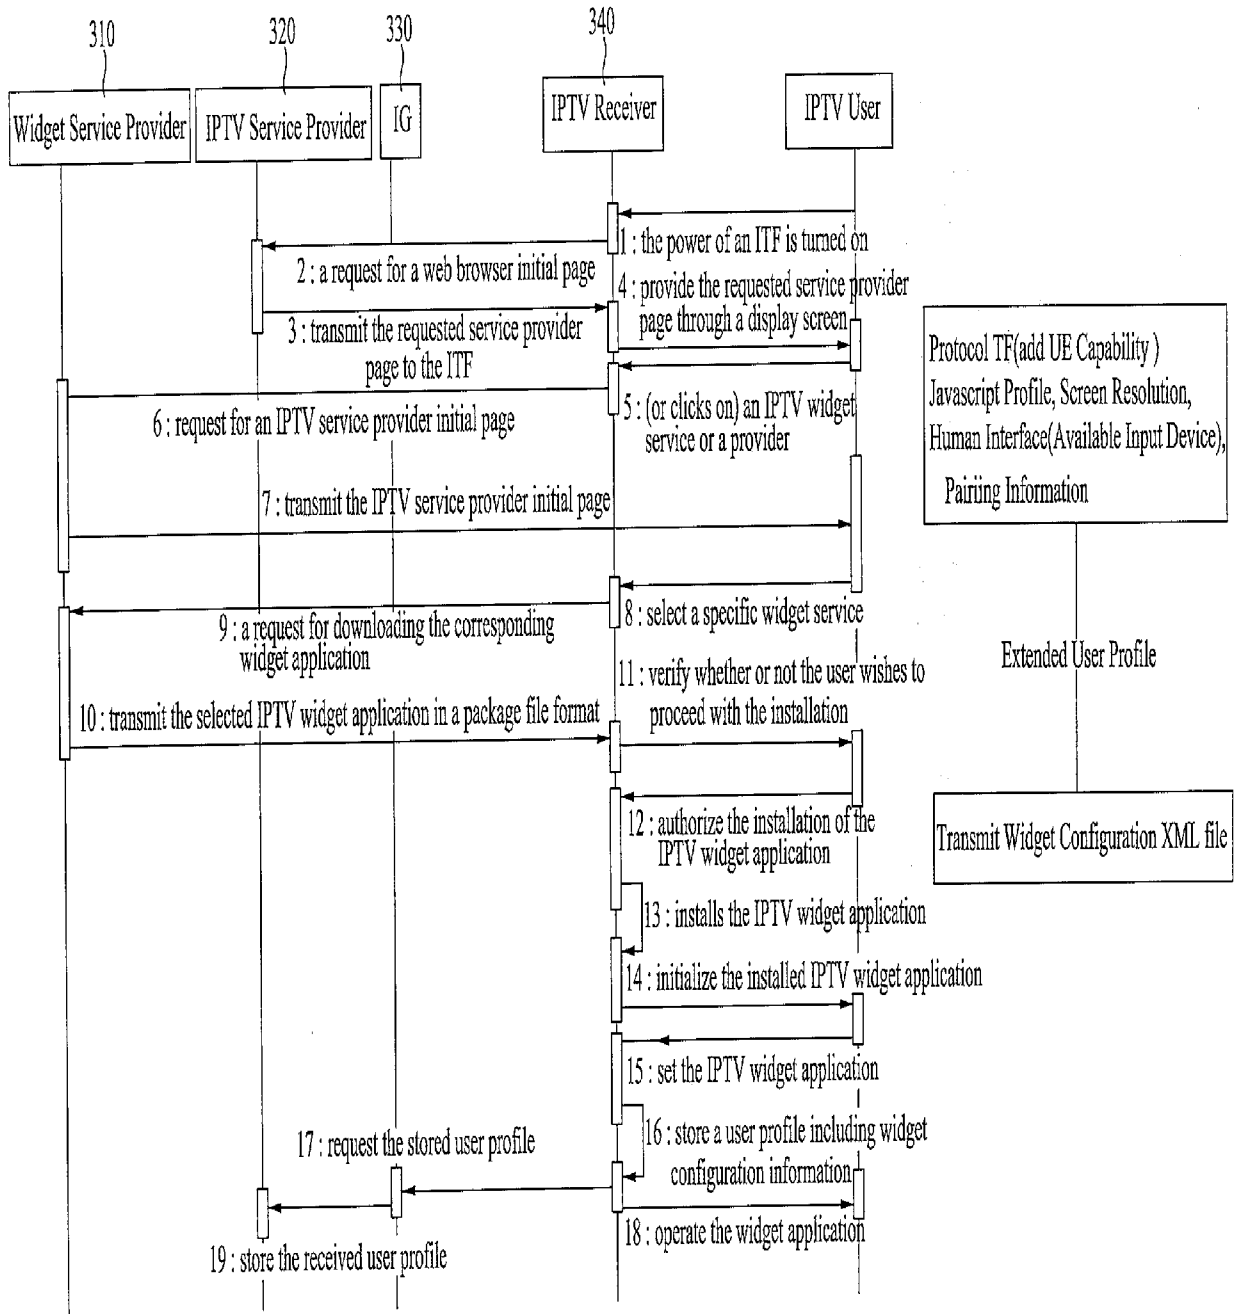 310
320
330
340
Widget Service Provider
IPTV Service Provider
IG
IPTV Receiver
IPTV User
1 : the power of an ITF is turned on
2 : a request for a web browser initial page
4 : provide the requested service provider
page through a display screen
3 : transmit the requested service provider
page to the ITF
Protocol TF(add UE Capability )
Javascript Profile, Screen Resolution,
Human Interface(Available Input Device),
Pairiing Information
6 : request for an IPTV service provider initial page
5 : (or clicks on) an IPTV widget
service or a provider
7 : transmit the IPTV service provider initial page
8 : select a specific widget service
9 : a request for downloading the corresponding
widget application
Extended User Profile
11 : verify whether or not the user wishes to
proceed with the installation
10 : transmit the selected IPTV widget application in a package file format
12 : authorize the installation of the
IPTV widget application
Transmit Widget Configuration XML file
13 : installs the IPTV widget application
14 : initialize the installed IPTV widget application
15 : set the IPTV widget application
16 : store a user profile including widget
configuration information
17 : request the stored user profile
18 : operate the widget application
19 : store the received user profile